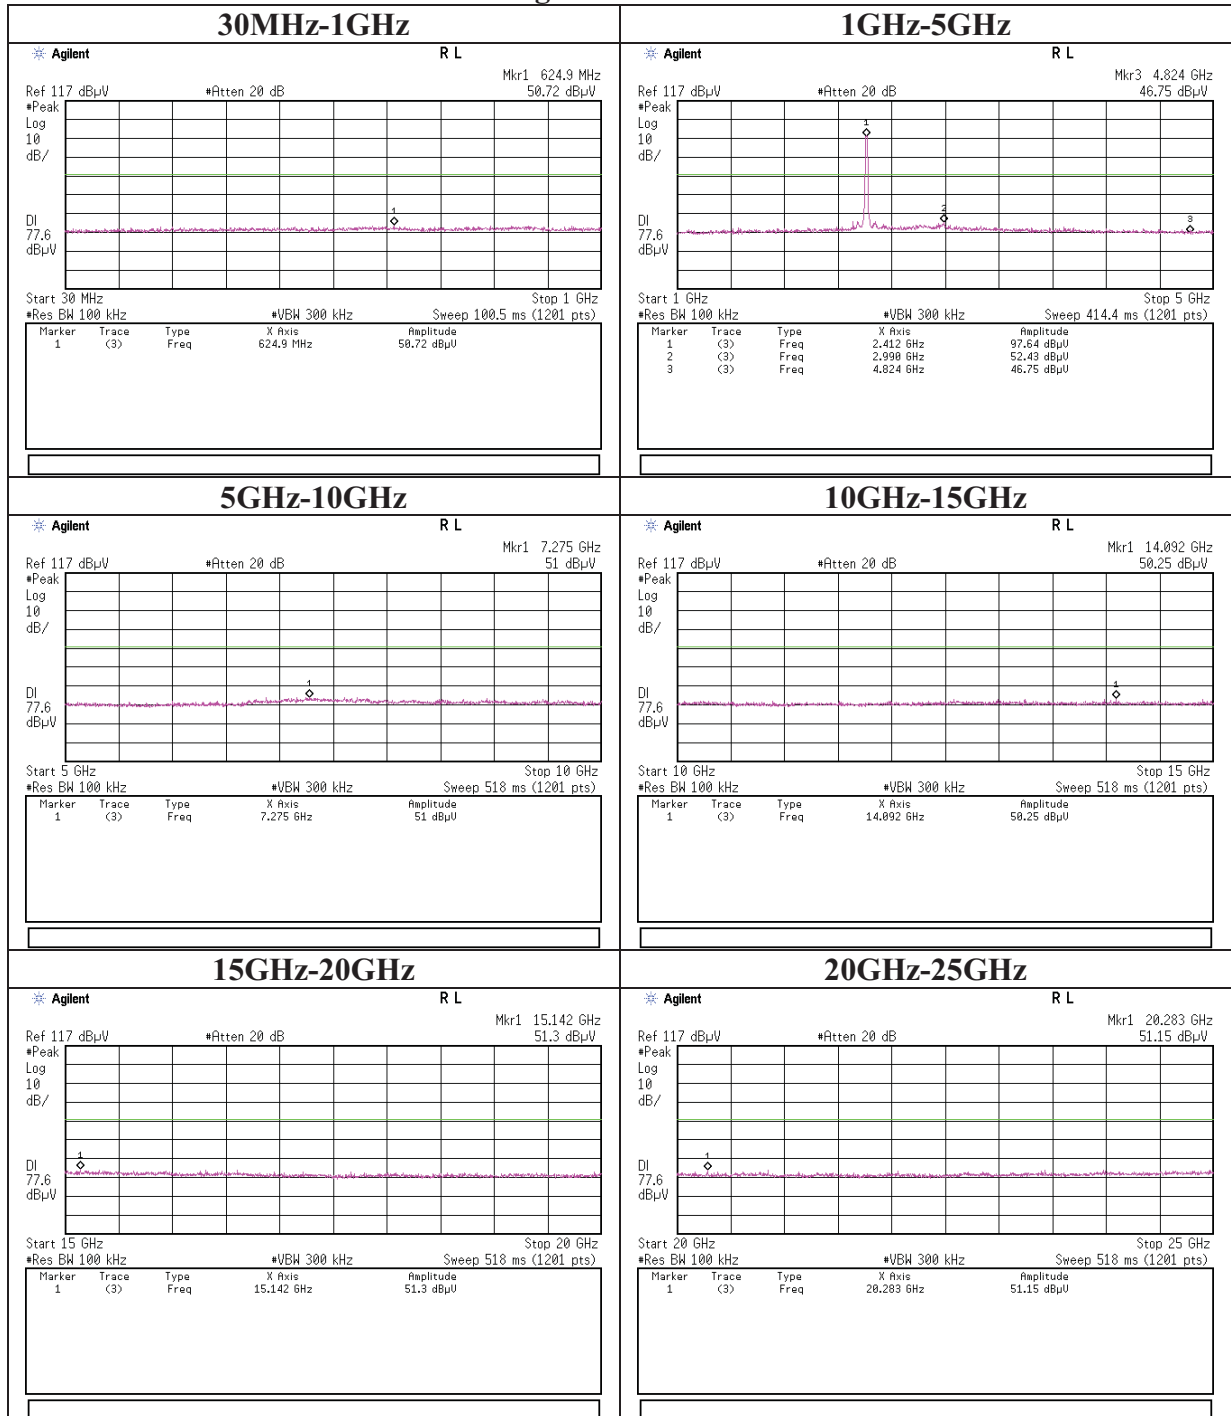 30MHz-1GHz
Agilent R L
Mkr1 624.9 MHz
Ref 117 dBµV #Atten 20 dB 50.72 dBµV
#Peak
Log
10
dB/
1
DI
77.6
dBµV
Start 30 MHz Stop 1 GHz
#Res BW 100 kHz #VBW 300 kHz Sweep 100.5 ms (1201 pts)
Marker Trace Type X Axis Amplitude
1 (3) Freq 624.9 MHz 50.72 dBµV
1GHz-5GHz
Agilent R L
Mkr3 4.824 GHz
Ref 117 dBµV #Atten 20 dB 46.75 dBµV
#Peak
Log
10
dB/
1
2
3
DI
77.6
dBµV
Start 1 GHz Stop 5 GHz
#Res BW 100 kHz #VBW 300 kHz Sweep 414.4 ms (1201 pts)
Marker Trace Type X Axis Amplitude
1 (3) Freq 2.412 GHz 97.64 dBµV
2 (3) Freq 2.990 GHz 52.43 dBµV
3 (3) Freq 4.824 GHz 46.75 dBµV
5GHz-10GHz
Agilent R L
Mkr1 7.275 GHz
Ref 117 dBµV #Atten 20 dB 51 dBµV
#Peak
Log
10
dB/
1
DI
77.6
dBµV
Start 5 GHz Stop 10 GHz
#Res BW 100 kHz #VBW 300 kHz Sweep 518 ms (1201 pts)
Marker Trace Type X Axis Amplitude
1 (3) Freq 7.275 GHz 51 dBµV
10GHz-15GHz
Agilent R L
Mkr1 14.092 GHz
Ref 117 dBµV #Atten 20 dB 50.25 dBµV
#Peak
Log
10
dB/
1
DI
77.6
dBµV
Start 10 GHz Stop 15 GHz
#Res BW 100 kHz #VBW 300 kHz Sweep 518 ms (1201 pts)
Marker Trace Type X Axis Amplitude
1 (3) Freq 14.092 GHz 50.25 dBµV
15GHz-20GHz
Agilent R L
Mkr1 15.142 GHz
Ref 117 dBµV #Atten 20 dB 51.3 dBµV
#Peak
Log
10
dB/
1
DI
77.6
dBµV
Start 15 GHz Stop 20 GHz
#Res BW 100 kHz #VBW 300 kHz Sweep 518 ms (1201 pts)
Marker Trace Type X Axis Amplitude
1 (3) Freq 15.142 GHz 51.3 dBµV
20GHz-25GHz
Agilent R L
Mkr1 20.283 GHz
Ref 117 dBµV #Atten 20 dB 51.15 dBµV
#Peak
Log
10
dB/
1
DI
77.6
dBµV
Start 20 GHz Stop 25 GHz
#Res BW 100 kHz #VBW 300 kHz Sweep 518 ms (1201 pts)
Marker Trace Type X Axis Amplitude
1 (3) Freq 20.283 GHz 51.15 dBµV